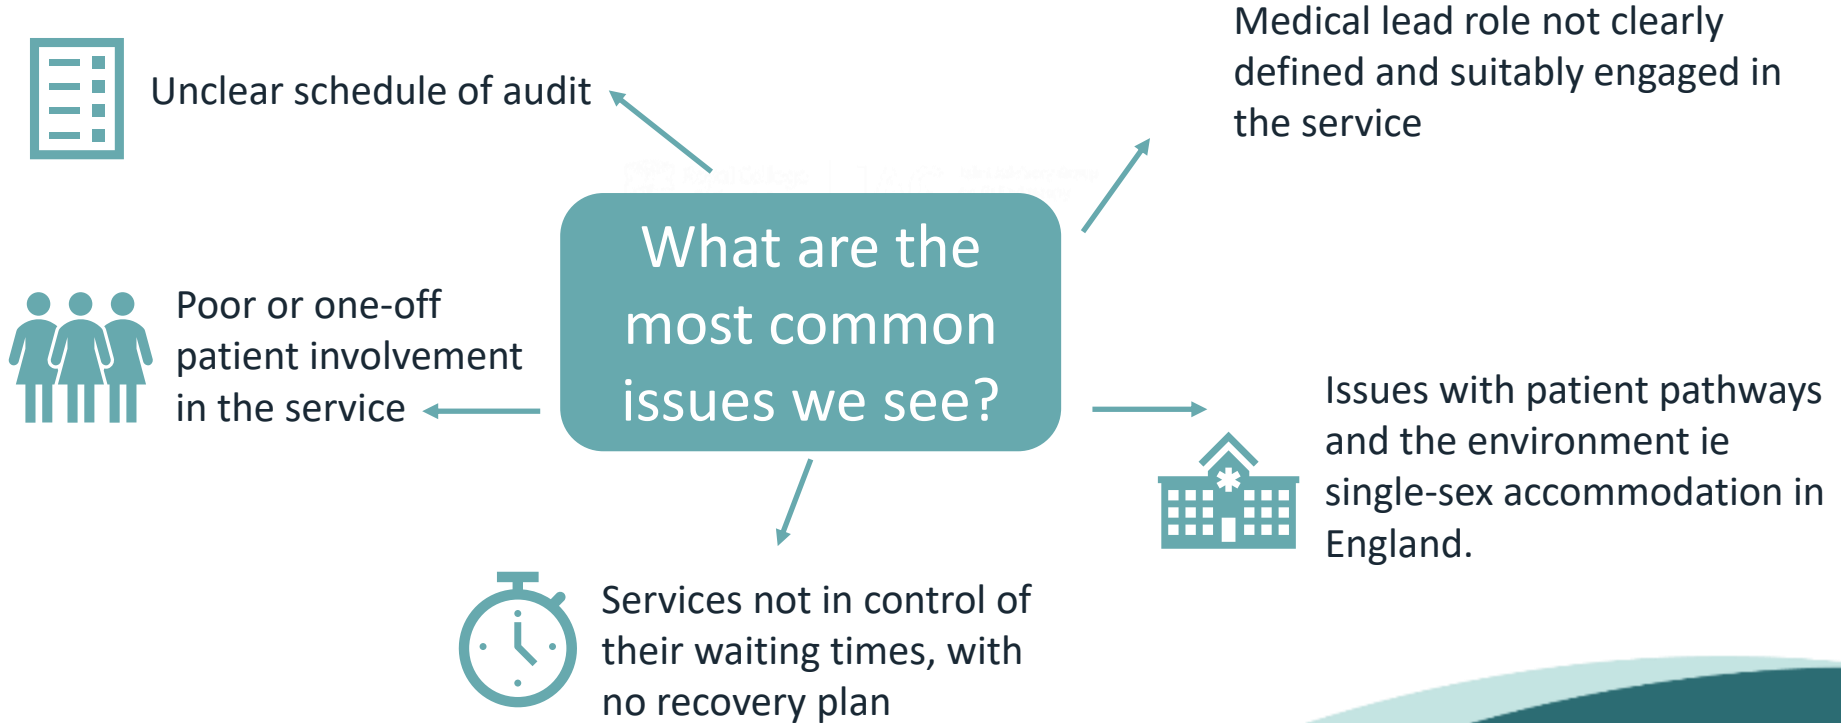 Unclear schedule of audit
Medical lead role not clearly
defined and suitably engaged in
the service
What are the
most common
issues we see?
Poor or one-off
patient involvement
in the service
Issues with patient pathways
and the environment ie
single-sex accommodation in
England.
Services not in control of
their waiting times, with
no recovery plan